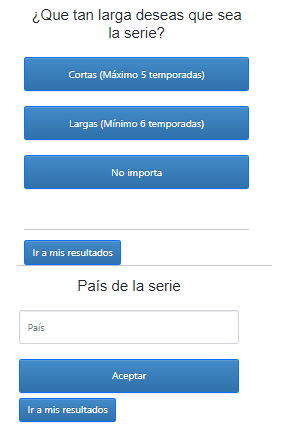 ¿Que tan larga deseas que sea
la serie?
Cortas (Máximo 5 temporadas)
Largas (Mínimo 6 temporadas)
No importa
Ir a mis resultados
País de la serie
País
Aceptar
Ir a mis resultados